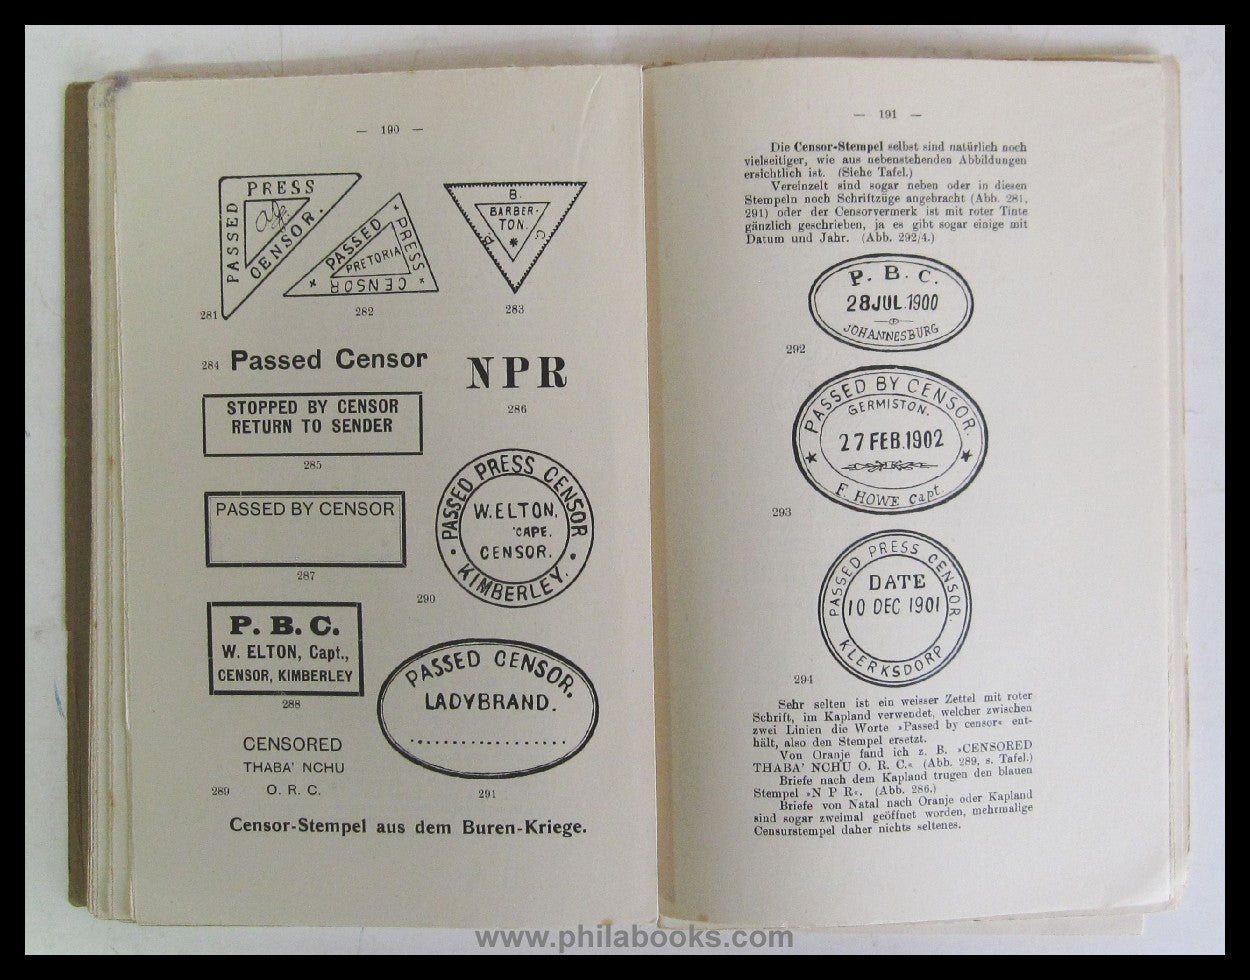 — 190 —
PASSED PRESS CENSOR.
281
PASSED PRESS CENSOR
PRETORIA
282
P. B. C.
BARBER-
TON.
283
284 Passed Censor
NPR
286
STOPPED BY CENSOR
RETURN TO SENDER
285
PASSED BY CENSOR
287
PASSED PRESS CENSOR
W. ELTON.
CAPE.
CENSOR.
KIMBERLEY.
290
P. B. C.
W. ELTON, Capt.,
CENSOR, KIMBERLEY
288
PASSED CENSOR.
LADYBRAND.
291
CENSORED
THABA' NCHU
289 O. R. C.
Censor-Stempel aus dem Buren-Kriege.
— 191 —
Die Censor-Stempel selbst sind natürlich noch
vielseitiger, wie aus nebenstehenden Abbildungen
ersichtlich ist. (Siehe Tafel.)
Vereinzelt sind sogar neben oder in diesen
Stempeln noch Schriftzüge angebracht (Abb. 281,
291) oder der Censorvermerk ist mit roter Tinte
gänzlich geschrieben, ja es gibt sogar einige mit
Datum und Jahr. (Abb. 292/4.)
P. B. C.
28 JUL.1900
JOHANNESBURG
292
PASSED BY CENSOR.
GERMISTON.
27 FEB.1902
F. HOWE Capt
293
PASSED PRESS CENSOR.
DATE
10 DEC 1901
KLERKSDORP
294
Sehr selten ist ein weisser Zettel mit roter
Schrift, im Kapland verwendet, welcher zwischen
zwei Linien die Worte »Passed by censor« ent-
hält, also den Stempel ersetzt.
Von Oranje fand ich z. B. »CENSORED
THABA' NCHU O. R. C.« (Abb. 289, s. Tafel.)
Briefe nach dem Kapland trugen den blauen
Stempel »N P R«. (Abb. 286.)
Briefe von Natal nach Oranje oder Kapland
sind sogar zweimal geöffnet worden, mehrmalige
Censurstempel daher nichts seltenes.
www.philabooks.com